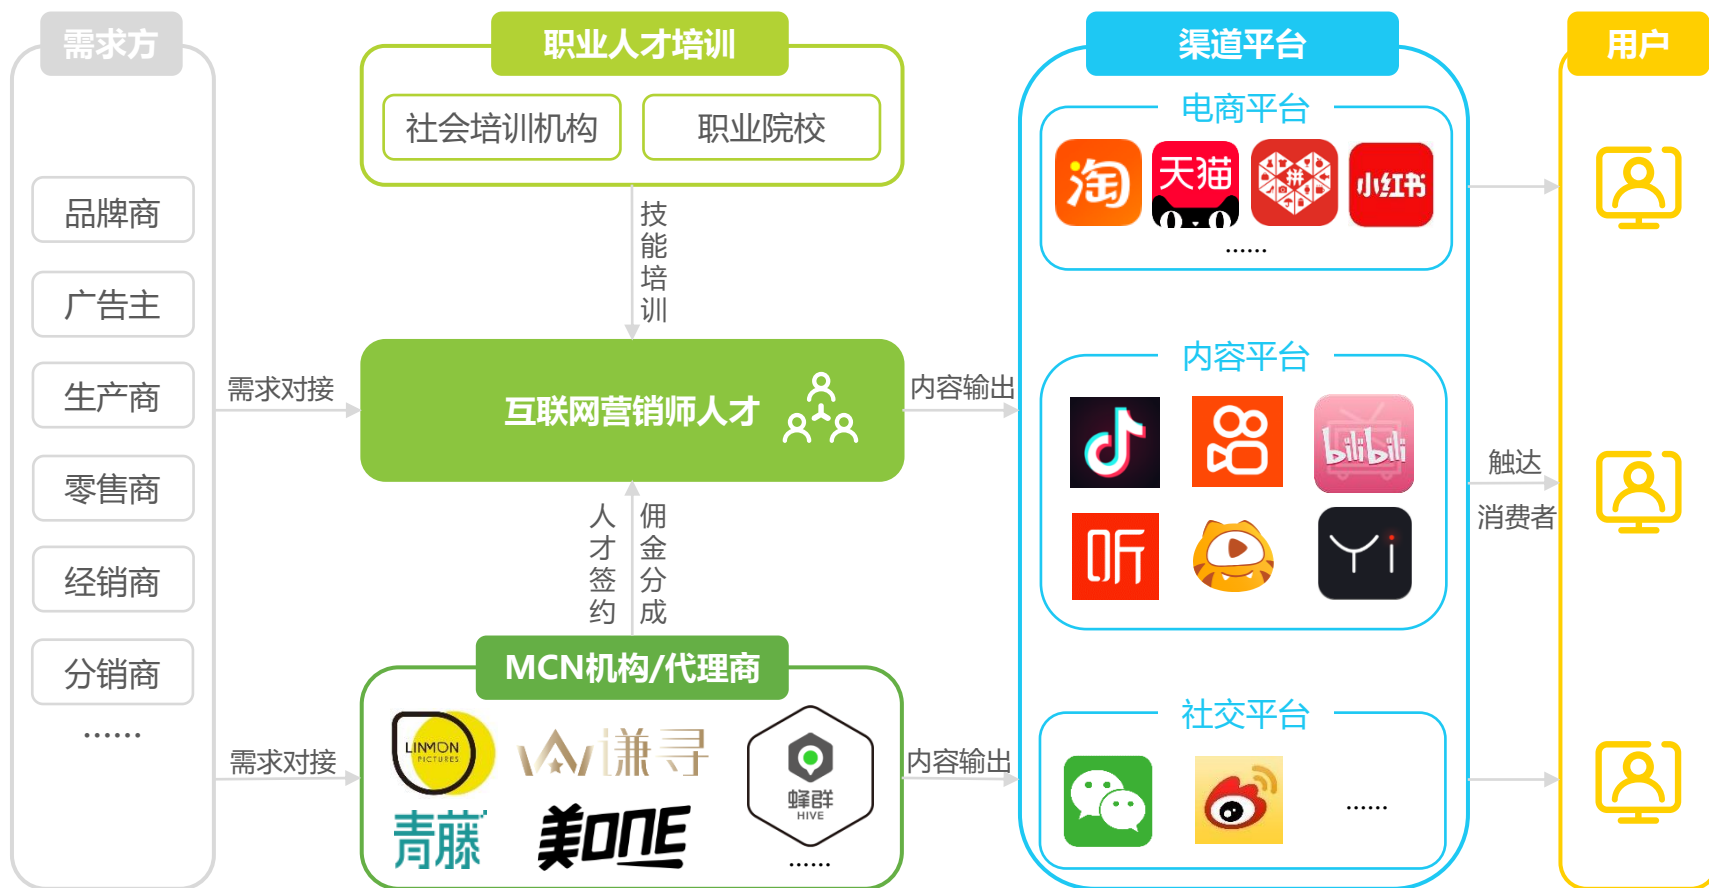 需求方
品牌商
广告主
生产商
零售商
经销商
分销商
......
需求对接
需求对接
职业人才培训
社会培训机构
职业院校
技能培训
互联网营销师人才
人才签约
佣金分成
MCN机构/代理商
LINMON
PICTURES
谦寻
蜂群
HIVE
青藤
美ONE
......
内容输出
内容输出
渠道平台
电商平台
淘
天猫
拼
小红书
......
内容平台
bilibili
听
Yi
社交平台
......
触达
消费者
用户